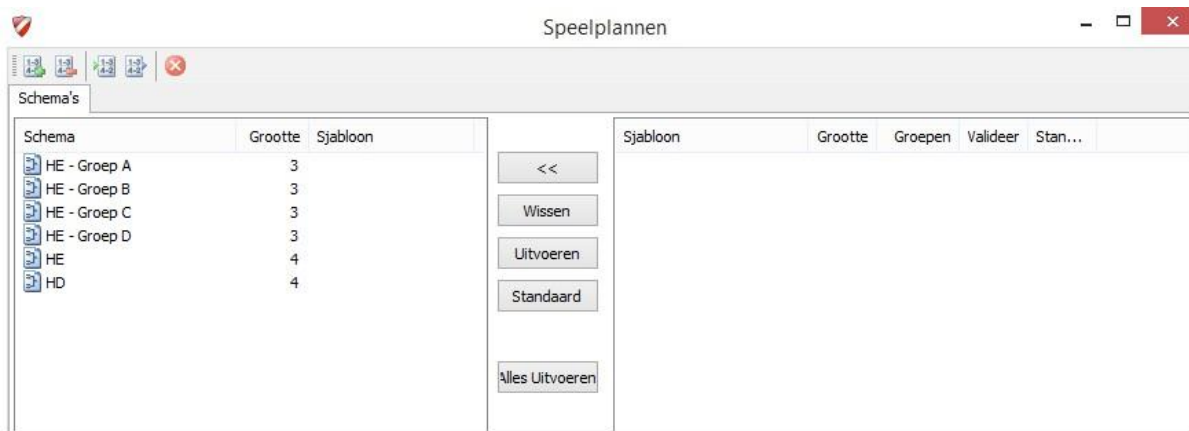 Speelplannen
Schema's
Schema Grootte Sjabloon
HE - Groep A 3
HE - Groep B 3
HE - Groep C 3
HE - Groep D 3
HE 4
HD 4
<<
Wissen
Uitvoeren
Standaard
Alles Uitvoeren
Sjabloon Grootte Groepen Valideer Stan...